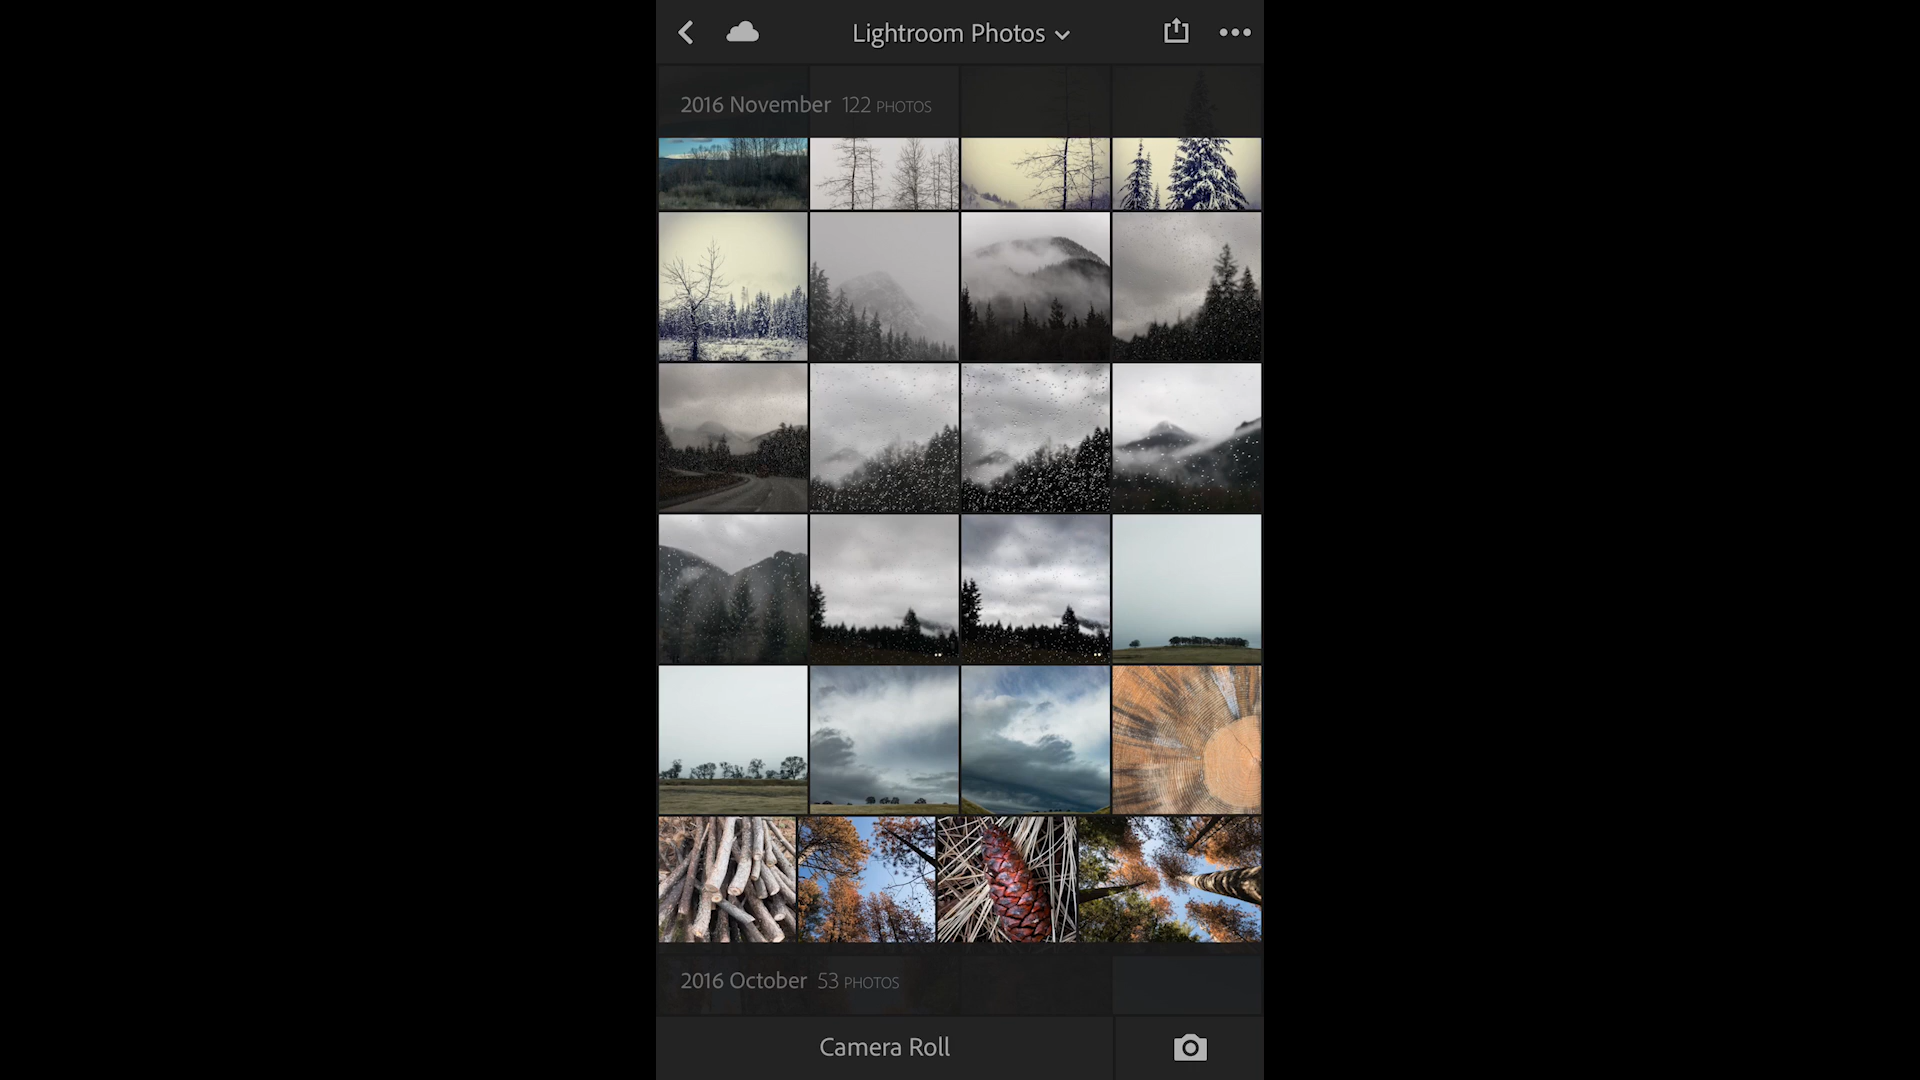 Lightroom Photos
2016 November 122 PHOTOS
2016 October 53 PHOTOS
Camera Roll